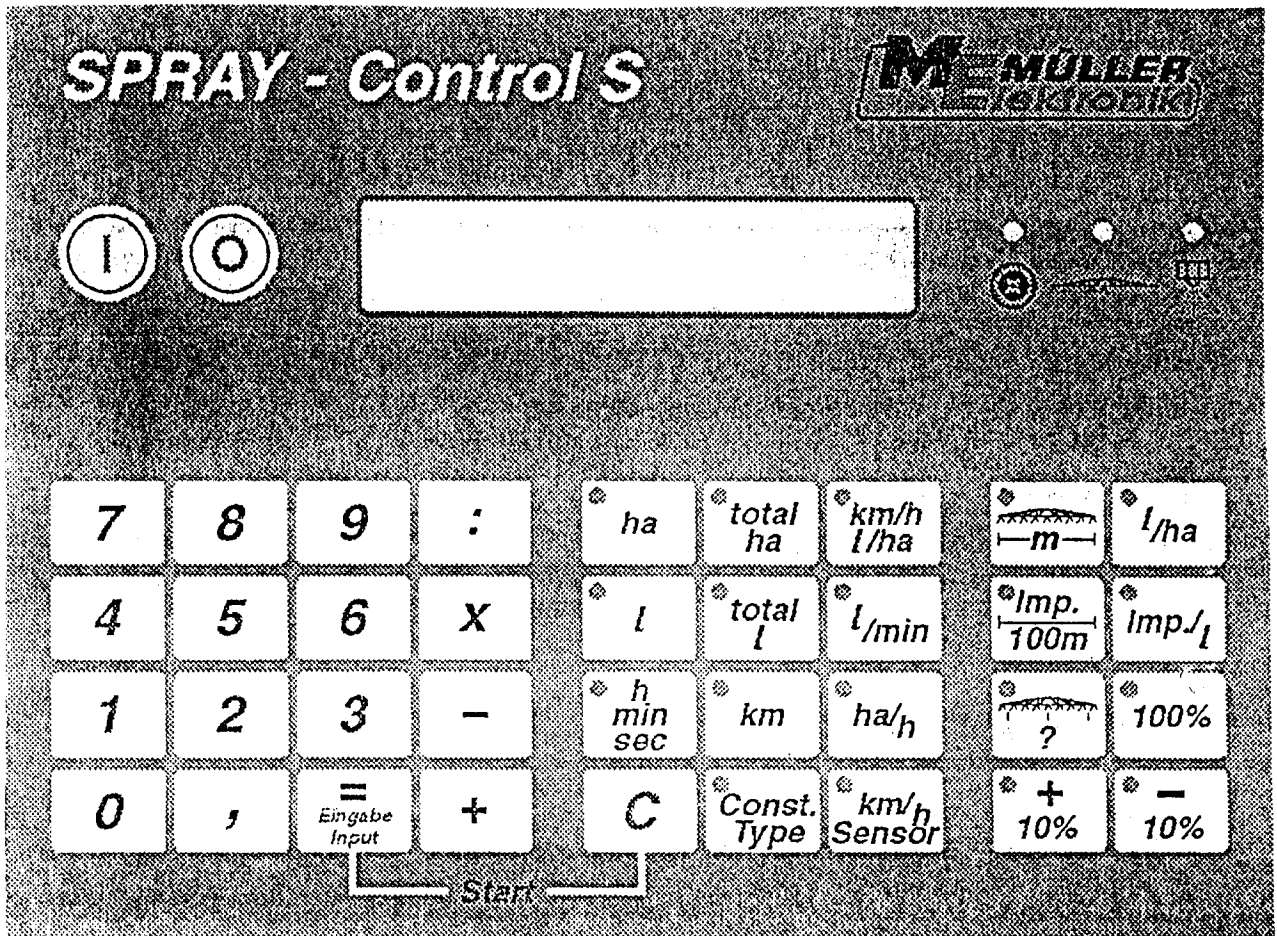 SPRAY - Control S
ME MÜLLER
Elektronik
I O
7 8 9 :
4 5 6 x
1 2 3 -
0 , =
Eingabe
Input
+
ha
total
ha
km/h
l/ha
l
total
l
l/min
h
min
sec
km
ha/h
C
Const.
Type
km/h
Sensor
m
l/ha
Imp.
100m
Imp./l
?
100%
+
10%
-
10%
Start